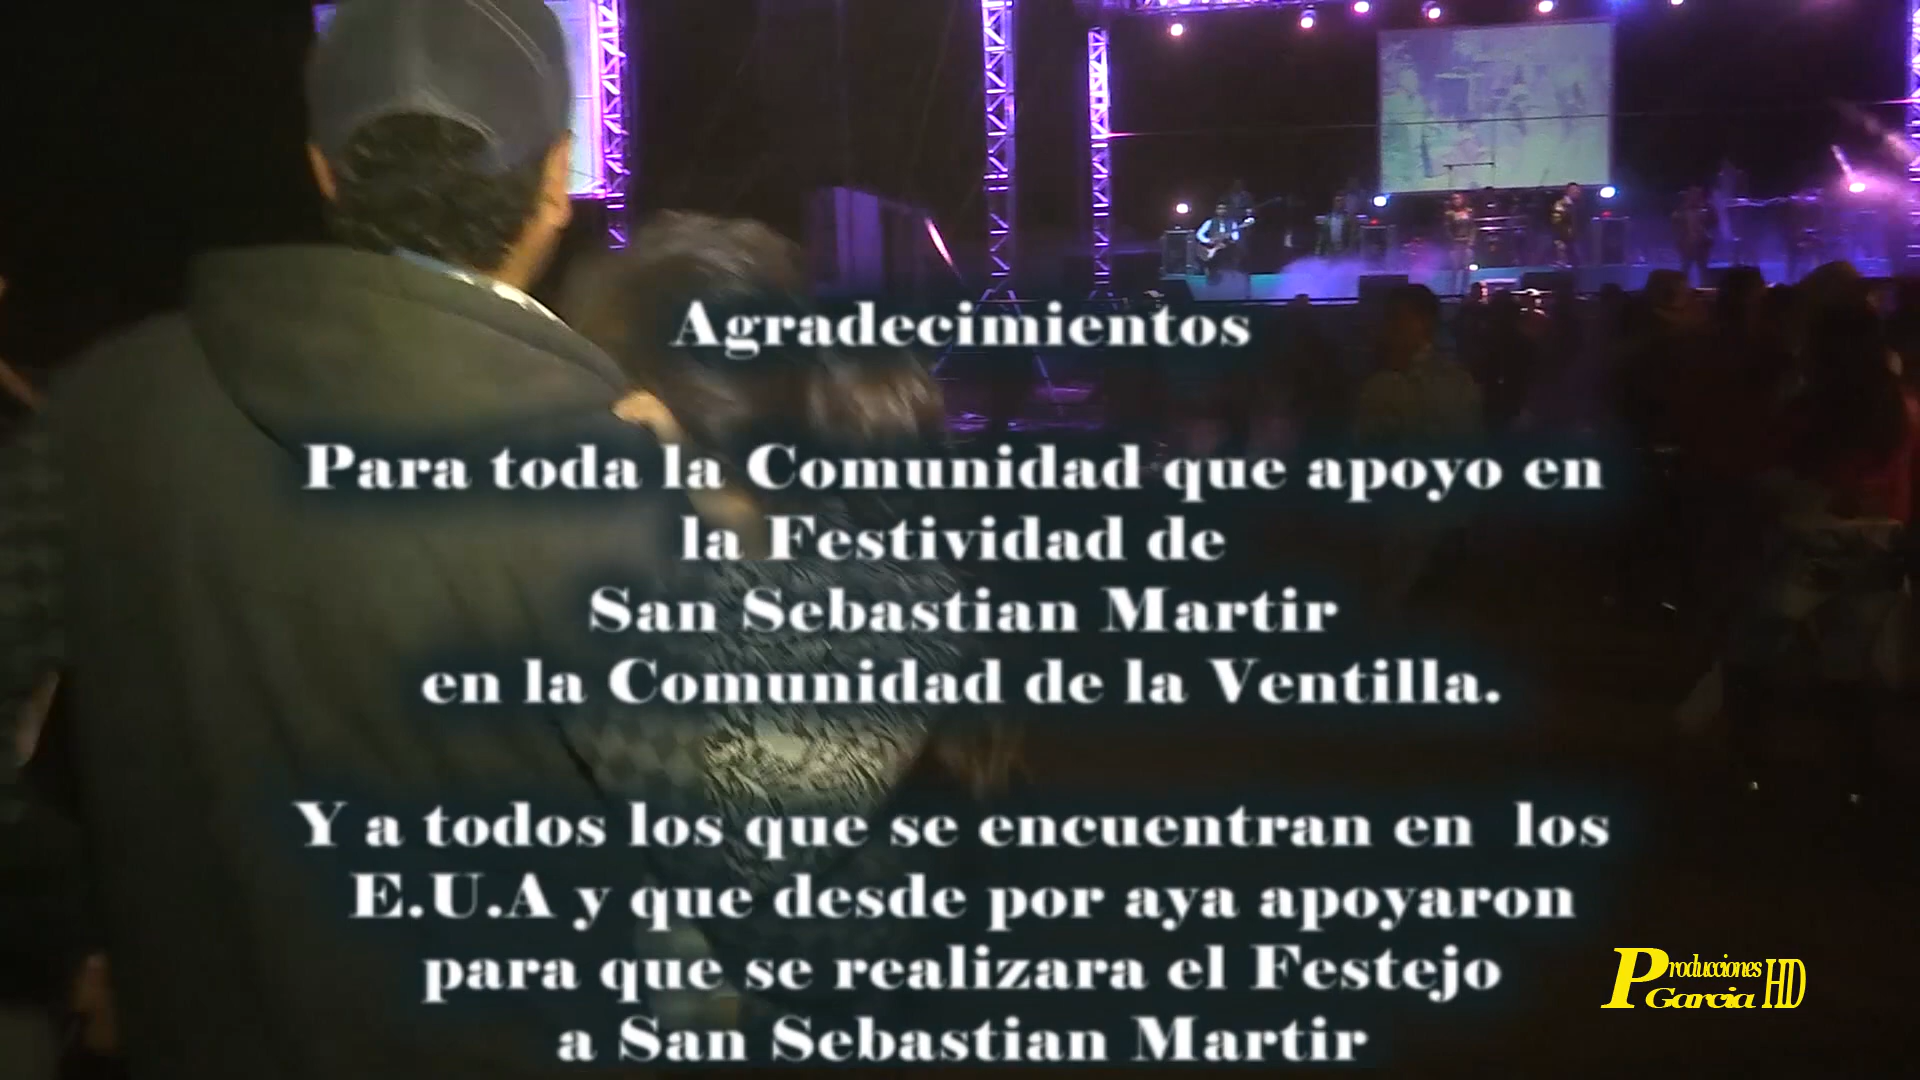 Agradecimientos
Para toda la Comunidad que apoyo en
la Festividad de
San Sebastian Martir
en la Comunidad de la Ventilla.
Y a todos los que se encuentran en los
E.U.A y que desde por aya apoyaron
para que se realizara el Festejo
a San Sebastian Martir
Producciones
Garcia HD